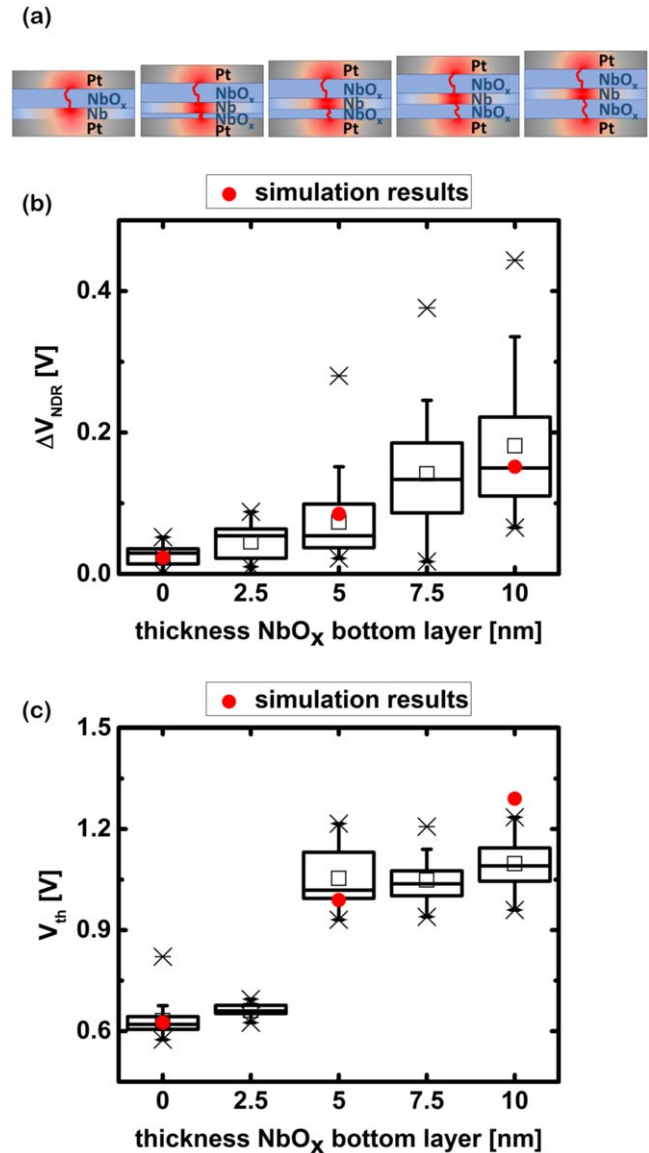 (a)
Pt
NbOx
Nb
Pt
Pt
NbOx
Nb
NbOx
Pt
Pt
NbOx
Nb
NbOx
Pt
Pt
NbOx
Nb
NbOx
Pt
Pt
NbOx
Nb
NbOx
Pt
(b)
simulation results
ΔV_NDR [V]
0.4
0.2
0.0
0 2.5 5 7.5 10
thickness NbOx bottom layer [nm]
(c)
simulation results
V_th [V]
1.5
1.2
0.9
0.6
0 2.5 5 7.5 10
thickness NbOx bottom layer [nm]